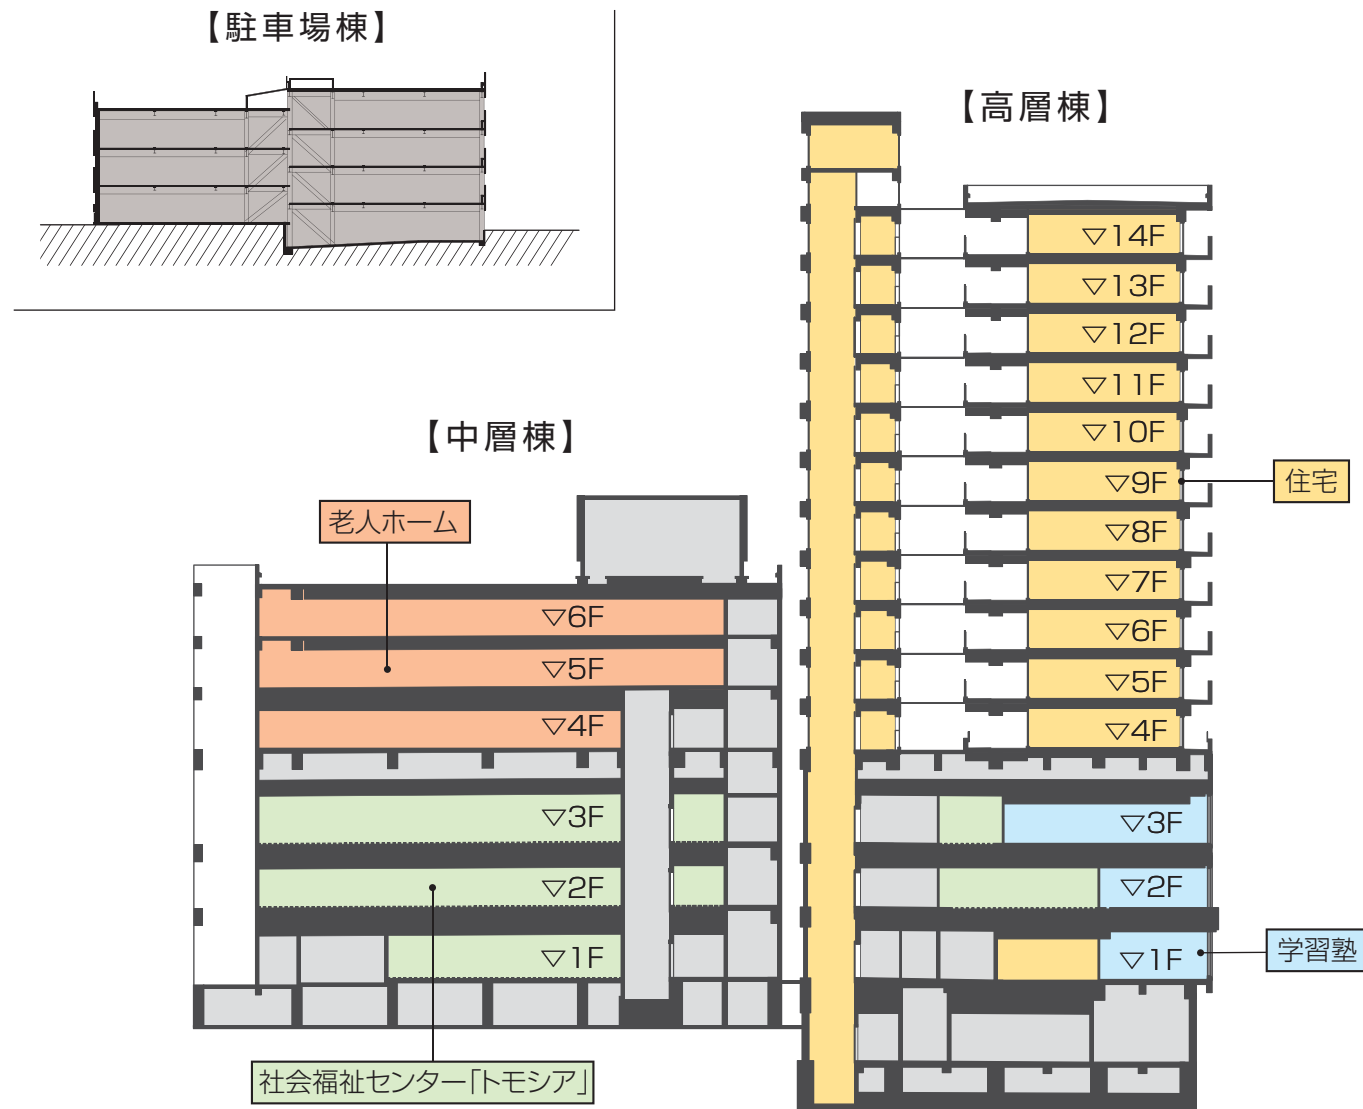 【駐車場棟】
【高層棟】
▽14F
▽13F
▽12F
▽11F
▽10F
▽9F
住宅
▽8F
▽7F
▽6F
▽5F
▽4F
▽3F
▽2F
▽1F
学習塾
【中層棟】
老人ホーム
▽6F
▽5F
▽4F
▽3F
▽2F
▽1F
社会福祉センター「トモシア」